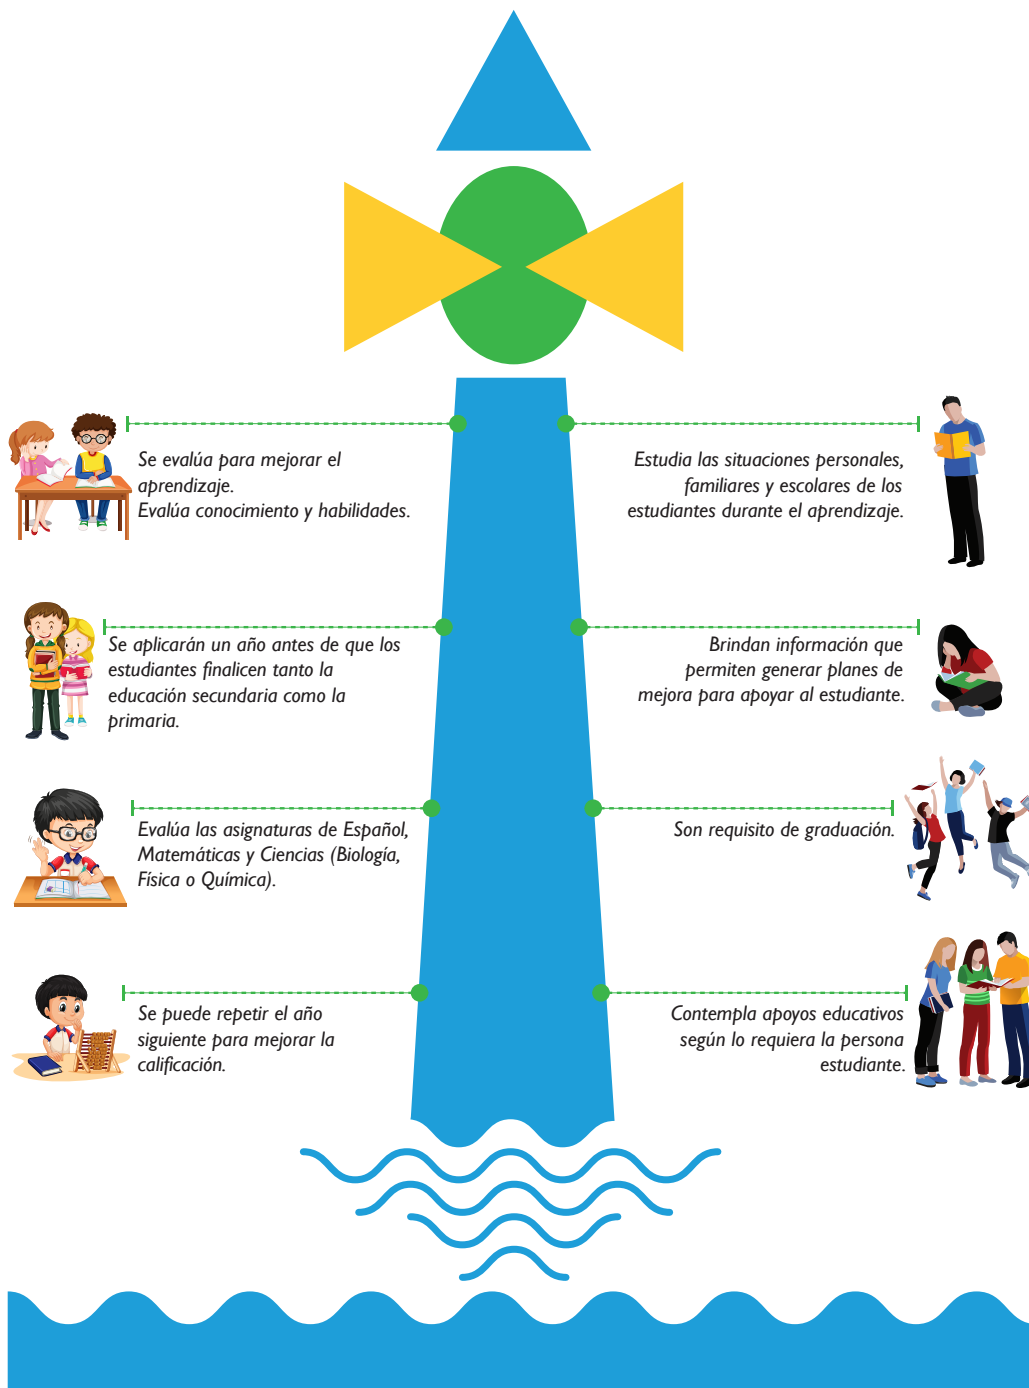 Se evalúa para mejorar el
aprendizaje.
Evalúa conocimiento y habilidades.
Estudia las situaciones personales,
familiares y escolares de los
estudiantes durante el aprendizaje.
Se aplicarán un año antes de que los
estudiantes finalicen tanto la
educación secundaria como la
primaria.
Brindan información que
permiten generar planes de
mejora para apoyar al estudiante.
Evalúa las asignaturas de Español,
Matemáticas y Ciencias (Biología,
Física o Química).
Son requisito de graduación.
Se puede repetir el año
siguiente para mejorar la
calificación.
Contempla apoyos educativos
según lo requiera la persona
estudiante.